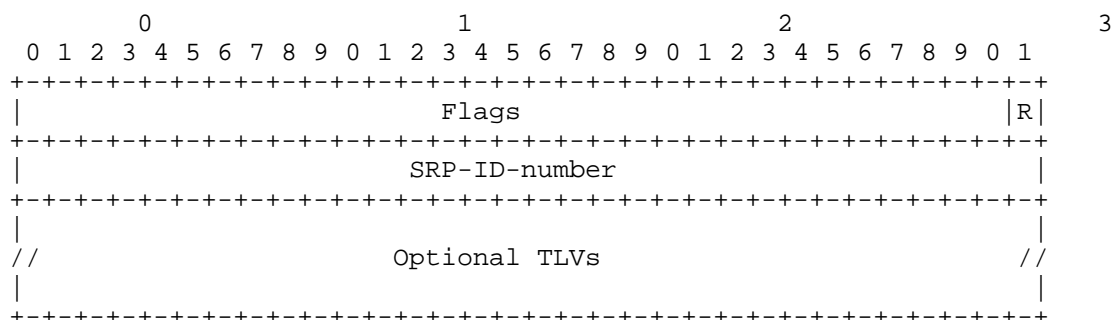 0 1 2 3
0 1 2 3 4 5 6 7 8 9 0 1 2 3 4 5 6 7 8 9 0 1 2 3 4 5 6 7 8 9 0 1
+-+-+-+-+-+-+-+-+-+-+-+-+-+-+-+-+-+-+-+-+-+-+-+-+-+-+-+-+-+-+-+-+
| Flags |R|
+-+-+-+-+-+-+-+-+-+-+-+-+-+-+-+-+-+-+-+-+-+-+-+-+-+-+-+-+-+-+-+-+
| SRP-ID-number |
+-+-+-+-+-+-+-+-+-+-+-+-+-+-+-+-+-+-+-+-+-+-+-+-+-+-+-+-+-+-+-+-+
| |
// Optional TLVs //
| |
+-+-+-+-+-+-+-+-+-+-+-+-+-+-+-+-+-+-+-+-+-+-+-+-+-+-+-+-+-+-+-+-+